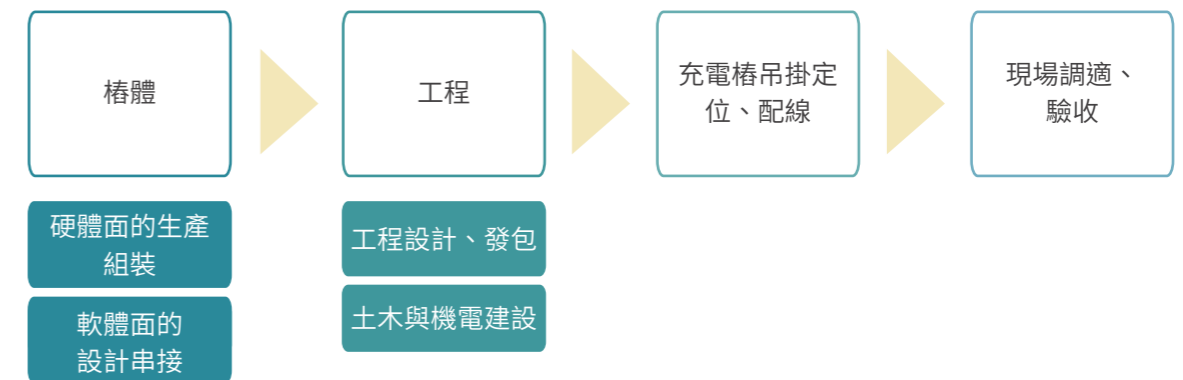 樁體
工程
充電樁吊掛定
位、配線
現場調適、
驗收
硬體面的生產
組裝
軟體面的
設計串接
工程設計、發包
土木與機電建設